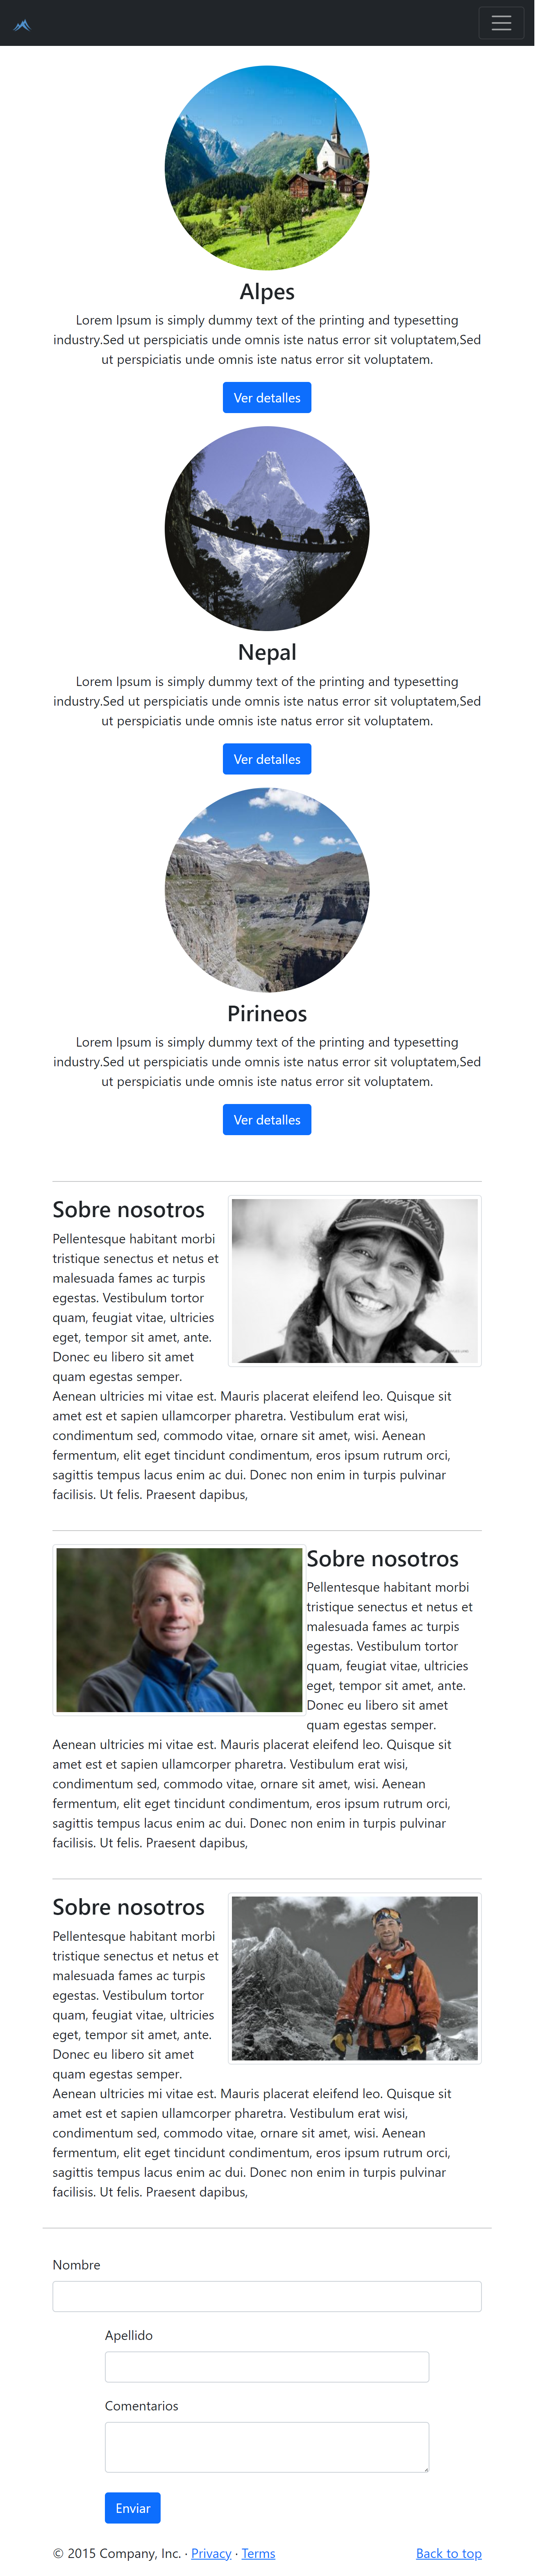 Alpes
Lorem Ipsum is simply dummy text of the printing and typesetting
industry.Sed ut perspiciatis unde omnis iste natus error sit voluptatem,Sed
ut perspiciatis unde omnis iste natus error sit voluptatem.
Ver detalles
Nepal
Lorem Ipsum is simply dummy text of the printing and typesetting
industry.Sed ut perspiciatis unde omnis iste natus error sit voluptatem,Sed
ut perspiciatis unde omnis iste natus error sit voluptatem.
Ver detalles
Pirineos
Lorem Ipsum is simply dummy text of the printing and typesetting
industry.Sed ut perspiciatis unde omnis iste natus error sit voluptatem,Sed
ut perspiciatis unde omnis iste natus error sit voluptatem.
Ver detalles
Sobre nosotros
Pellentesque habitant morbi
tristique senectus et netus et
malesuada fames ac turpis
egestas. Vestibulum tortor
quam, feugiat vitae, ultricies
eget, tempor sit amet, ante.
Donec eu libero sit amet
quam egestas semper.
Aenean ultricies mi vitae est. Mauris placerat eleifend leo. Quisque sit
amet est et sapien ullamcorper pharetra. Vestibulum erat wisi,
condimentum sed, commodo vitae, ornare sit amet, wisi. Aenean
fermentum, elit eget tincidunt condimentum, eros ipsum rutrum orci,
sagittis tempus lacus enim ac dui. Donec non enim in turpis pulvinar
facilisis. Ut felis. Praesent dapibus,
Sobre nosotros
Pellentesque habitant morbi
tristique senectus et netus et
malesuada fames ac turpis
egestas. Vestibulum tortor
quam, feugiat vitae, ultricies
eget, tempor sit amet, ante.
Donec eu libero sit amet
quam egestas semper.
Aenean ultricies mi vitae est. Mauris placerat eleifend leo. Quisque sit
amet est et sapien ullamcorper pharetra. Vestibulum erat wisi,
condimentum sed, commodo vitae, ornare sit amet, wisi. Aenean
fermentum, elit eget tincidunt condimentum, eros ipsum rutrum orci,
sagittis tempus lacus enim ac dui. Donec non enim in turpis pulvinar
facilisis. Ut felis. Praesent dapibus,
Sobre nosotros
Pellentesque habitant morbi
tristique senectus et netus et
malesuada fames ac turpis
egestas. Vestibulum tortor
quam, feugiat vitae, ultricies
eget, tempor sit amet, ante.
Donec eu libero sit amet
quam egestas semper.
Aenean ultricies mi vitae est. Mauris placerat eleifend leo. Quisque sit
amet est et sapien ullamcorper pharetra. Vestibulum erat wisi,
condimentum sed, commodo vitae, ornare sit amet, wisi. Aenean
fermentum, elit eget tincidunt condimentum, eros ipsum rutrum orci,
sagittis tempus lacus enim ac dui. Donec non enim in turpis pulvinar
facilisis. Ut felis. Praesent dapibus,
Nombre
Apellido
Comentarios
Enviar
© 2015 Company, Inc. · Privacy · Terms
Back to top